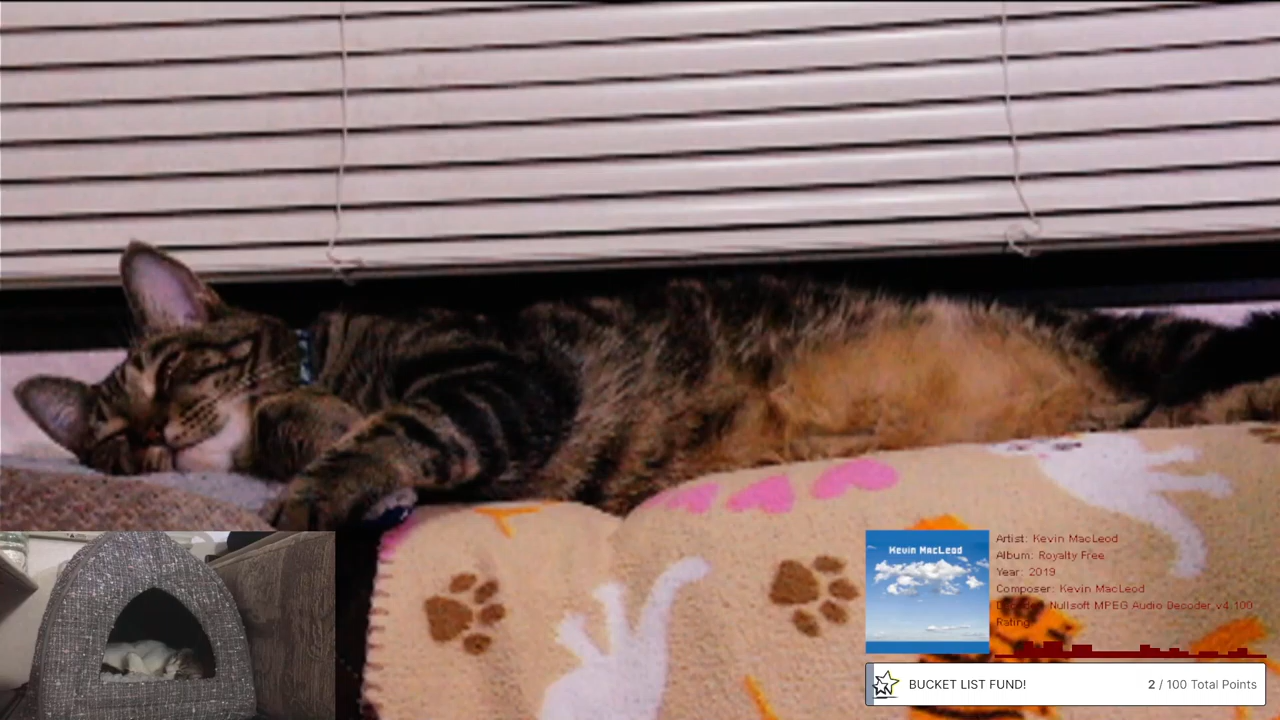 Kevin MacLeod
Artist: Kevin MacLeod
Album: Royalty Free
Year: 2019
Composer: Kevin MacLeod
Decoder: Nullsoft MPEG Audio Decoder v4.100
Rating:
BUCKET LIST FUND! 2 / 100 Total Points